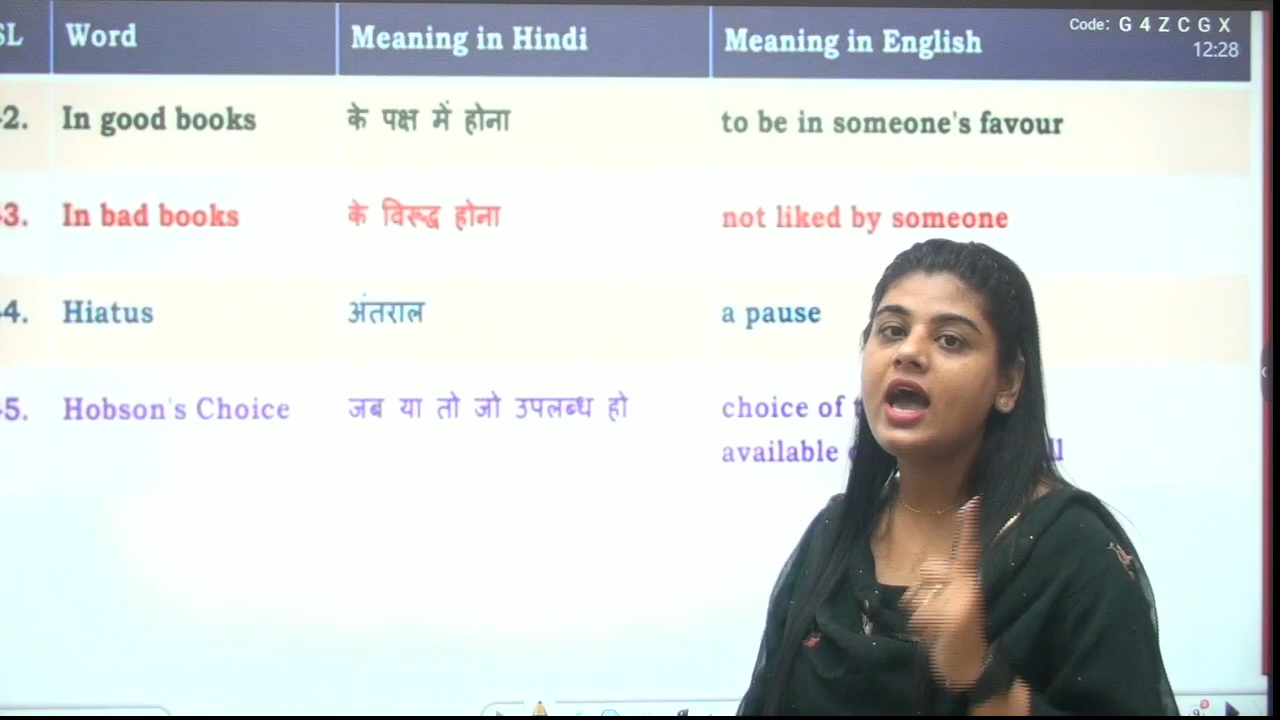 SL Word Meaning in Hindi Meaning in English Code: G 4 Z C G X
12:28
2. In good books के पक्ष में होना to be in someone's favour
3. In bad books के विरूद्ध होना not liked by someone
4. Hiatus अंतराल a pause
5. Hobson's Choice जब या तो जो उपलब्ध हो choice of
available